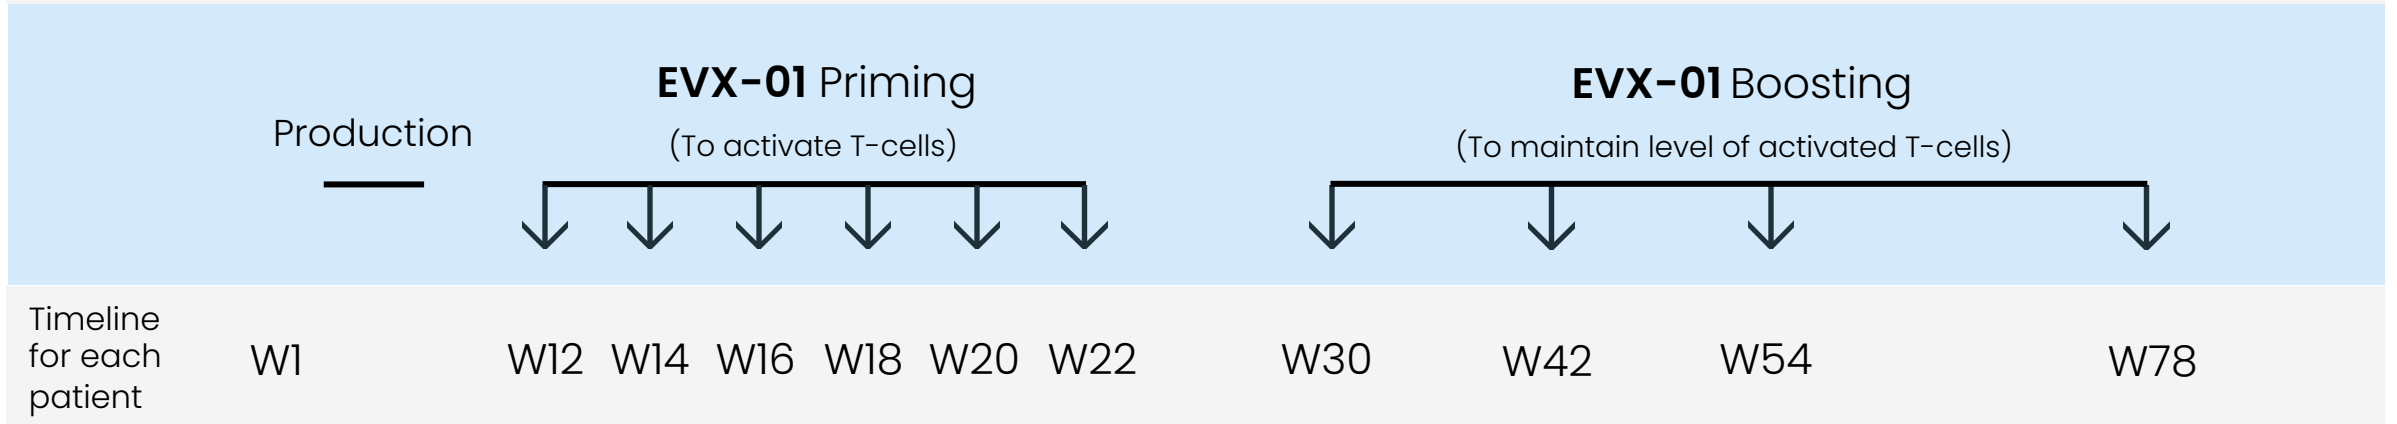 Production
EVX-01 Priming
(To activate T-cells)
EVX-01 Boosting
(To maintain level of activated T-cells)
Timeline
for each
patient
W1 W12 W14 W16 W18 W20 W22 W30 W42 W54 W78